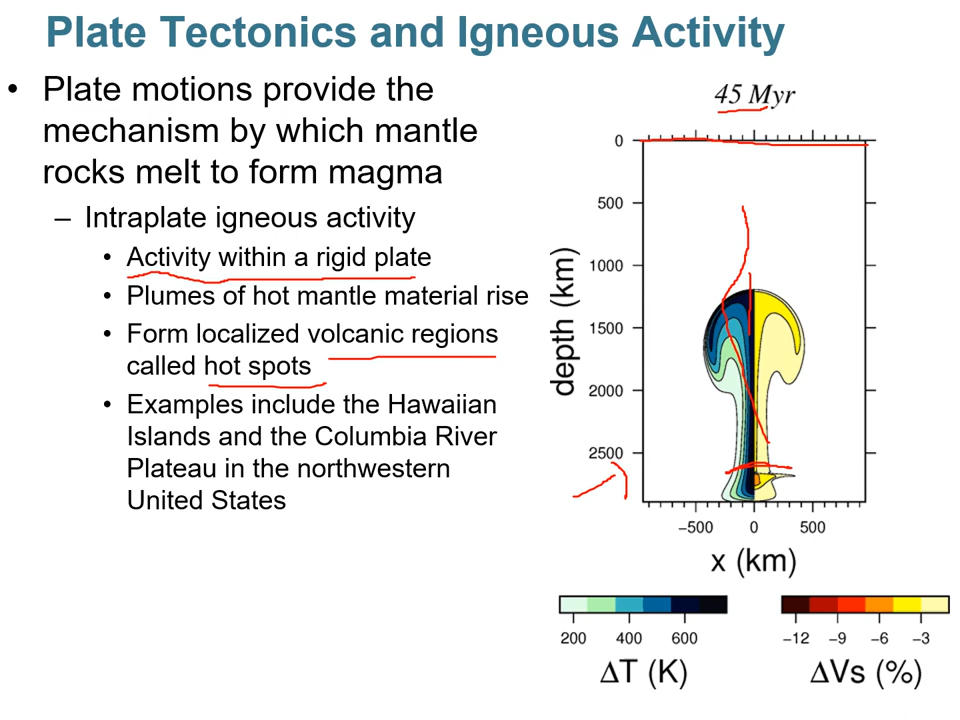 Plate Tectonics and Igneous Activity
• Plate motions provide the
mechanism by which mantle
rocks melt to form magma
– Intraplate igneous activity
• Activity within a rigid plate
• Plumes of hot mantle material rise
• Form localized volcanic regions
called hot spots
• Examples include the Hawaiian
Islands and the Columbia River
Plateau in the northwestern
United States
45 Myr
0
500
1000
1500
2000
2500
depth (km)
−500 0 500
x (km)
200 400 600
ΔT (K)
−12 −9 −6 −3
ΔVs (%)